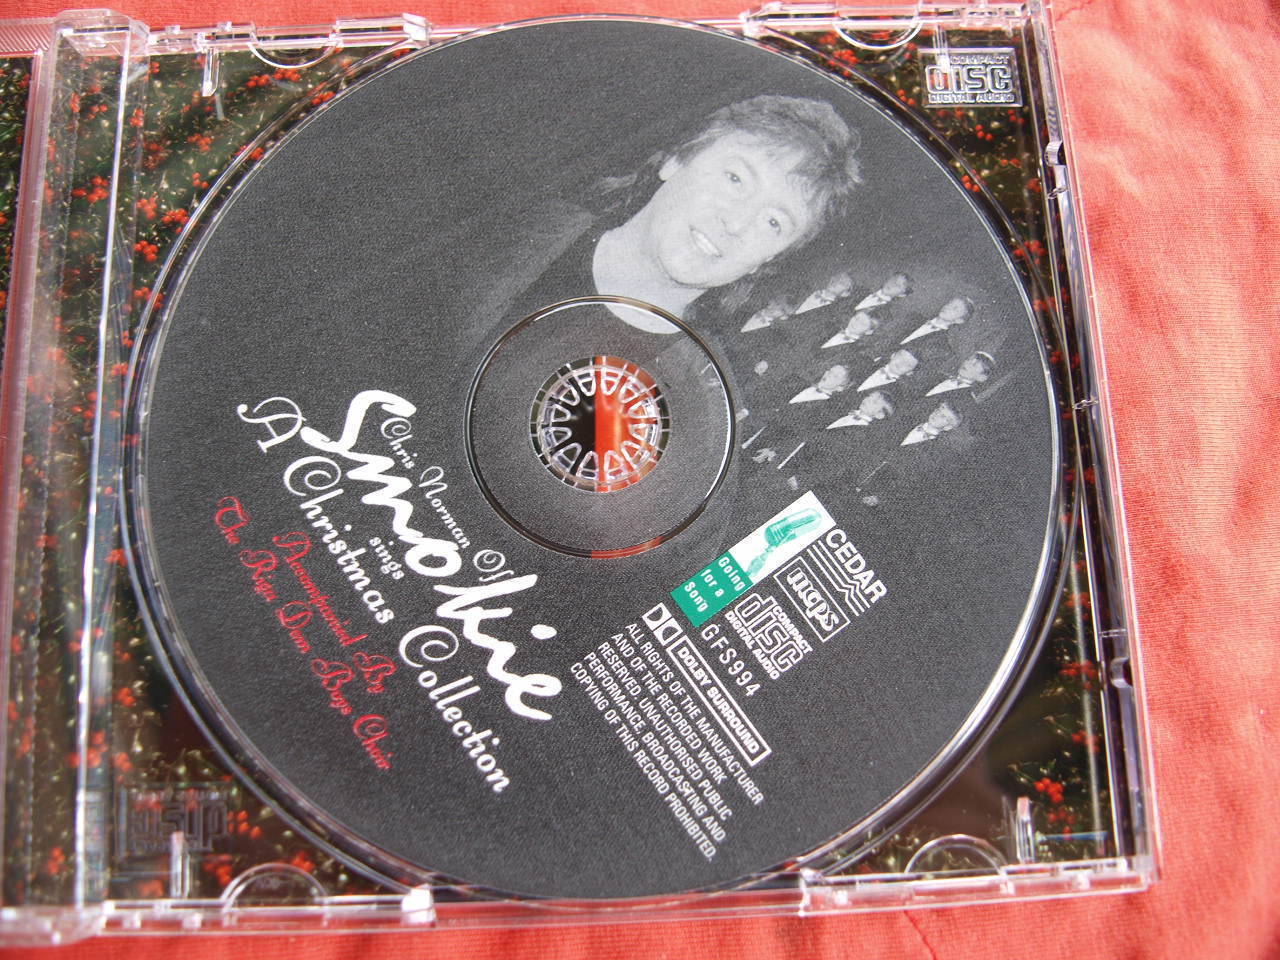 COMPACT
DISC
DIGITAL AUDIO
Chris Norman Of
Smokie
sings
A Christmas Collection
Accompanied By
The Riga Dom Boys Choir
CEDAR
mcps
Going
for a
Song
COMPACT
DISC
DIGITAL AUDIO
GFS994
DOLBY SURROUND
ALL RIGHTS OF THE MANUFACTURER
AND OF THE RECORDED WORK
RESERVED. UNAUTHORISED PUBLIC
PERFORMANCE, BROADCASTING AND
COPYING OF THIS RECORD PROHIBITED.